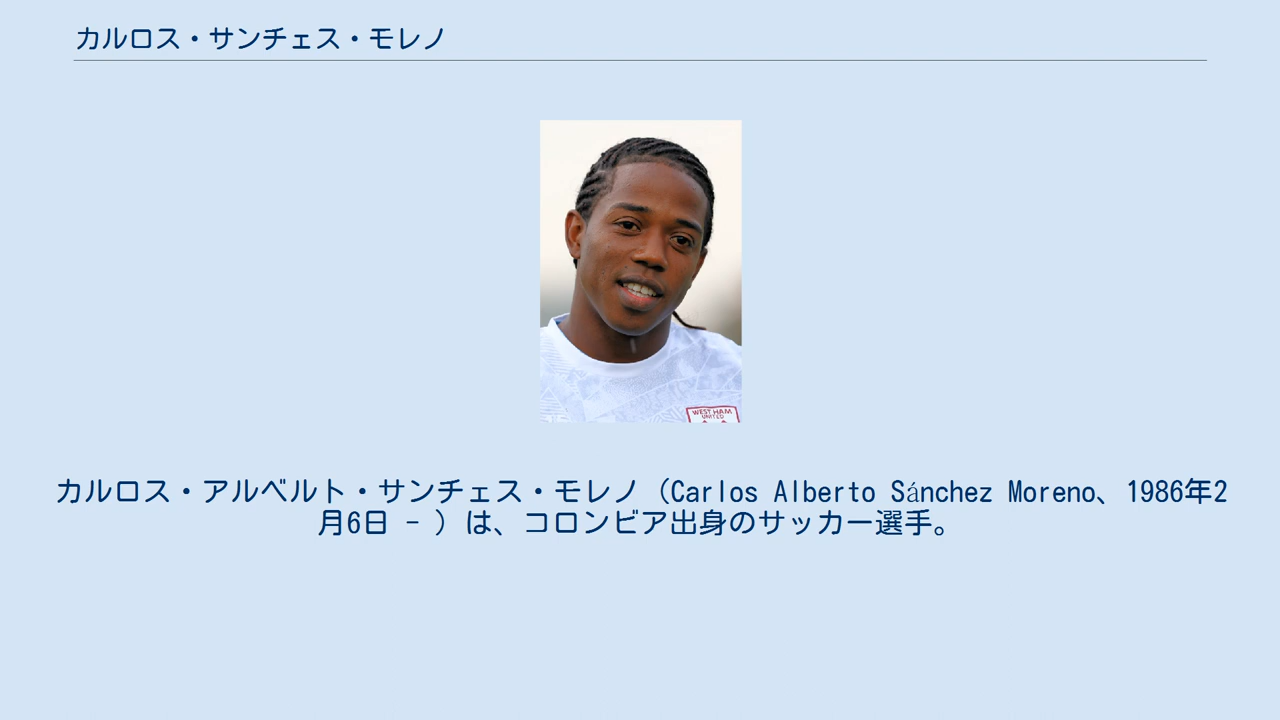 カルロス・サンチェス・モレノ
WEST HAM
UNITED
カルロス・アルベルト・サンチェス・モレノ（Carlos Alberto Sánchez Moreno、1986年2
月6日 - ）は、コロンビア出身のサッカー選手。